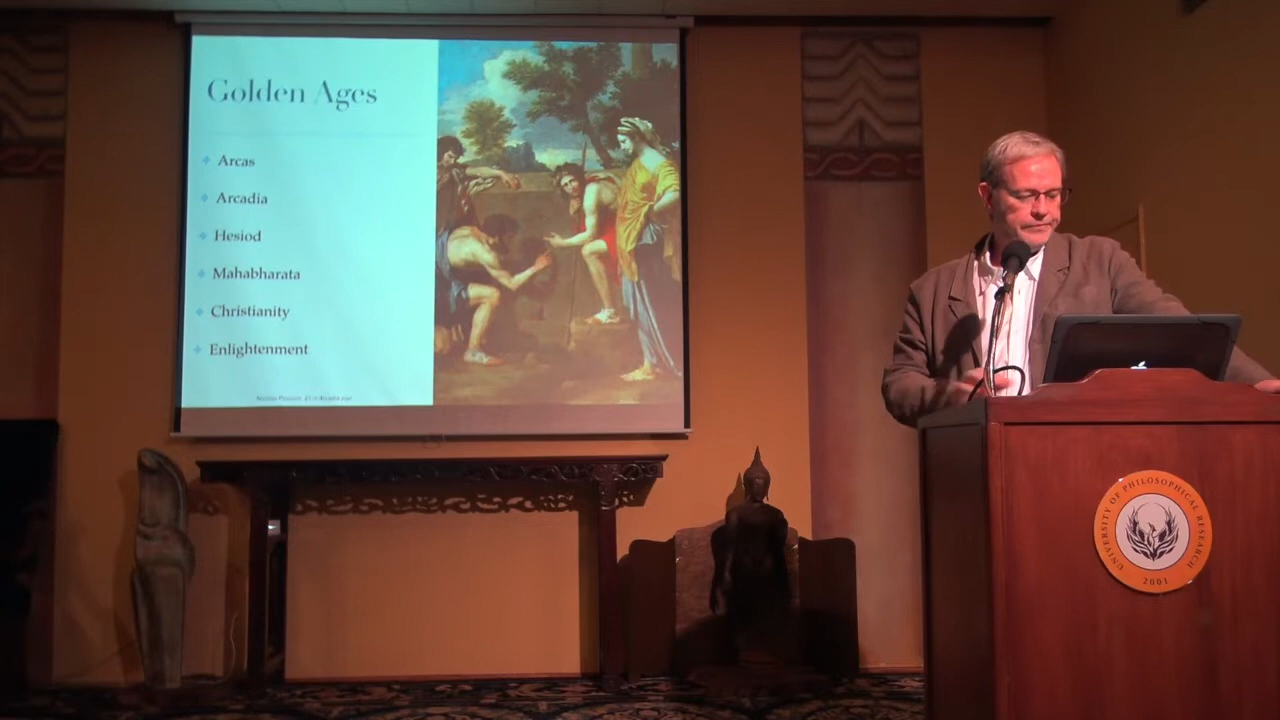 Golden Ages
Arcas
Arcadia
Hesiod
Mahabharata
Christianity
Enlightenment
UNIVERSITY OF PHILOSOPHICAL RESEARCH
2001